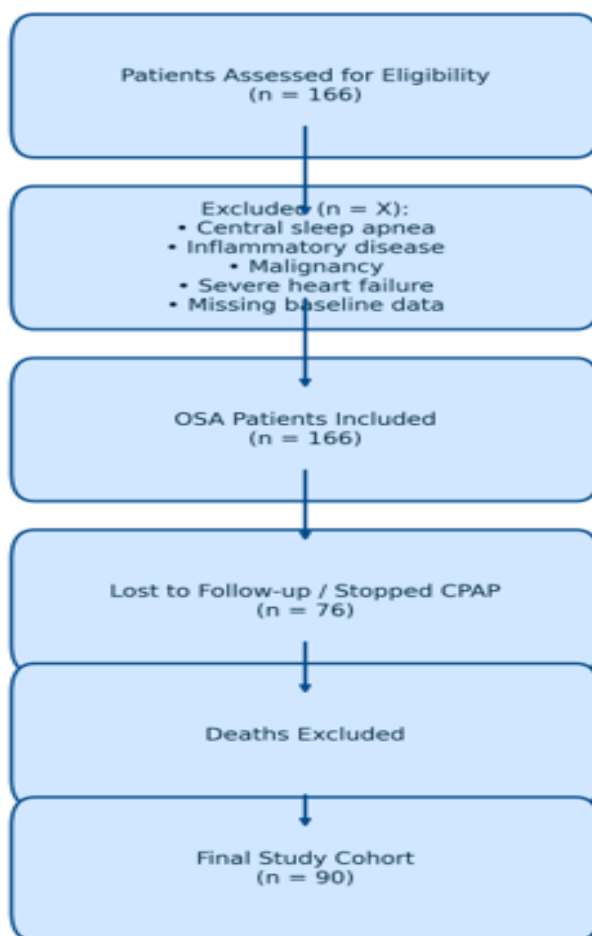 Patients Assessed for Eligibility
(n = 166)
Excluded (n = X):
• Central sleep apnea
• Inflammatory disease
• Malignancy
• Severe heart failure
• Missing baseline data
OSA Patients Included
(n = 166)
Lost to Follow-up / Stopped CPAP
(n = 76)
Deaths Excluded
Final Study Cohort
(n = 90)